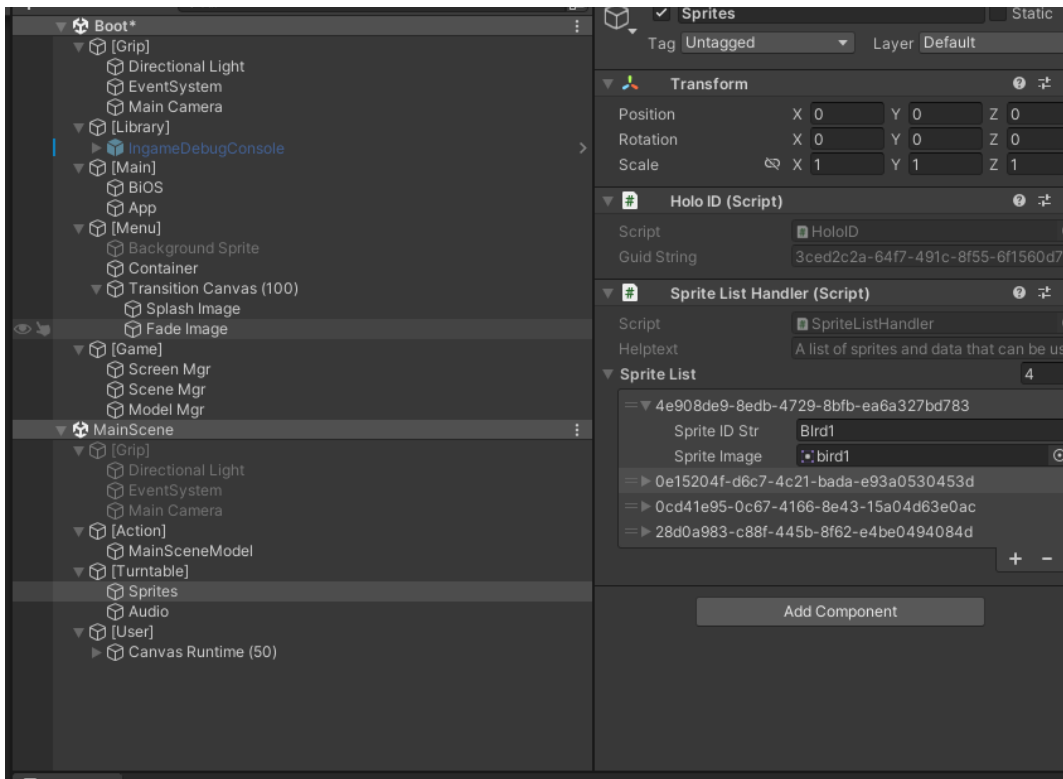 Boot*
[Grip]
Directional Light
EventSystem
Main Camera
[Library]
IngameDebugConsole
[Main]
BiOS
App
[Menu]
Background Sprite
Container
Transition Canvas (100)
Splash Image
Fade Image
[Game]
Screen Mgr
Scene Mgr
Model Mgr
MainScene
[Grip]
Directional Light
EventSystem
Main Camera
[Action]
MainSceneModel
[Turntable]
Sprites
Audio
[User]
Canvas Runtime (50)
Sprites Static
Tag Untagged Layer Default
Transform
Position X 0 Y 0 Z 0
Rotation X 0 Y 0 Z 0
Scale X 1 Y 1 Z 1
# Holo ID (Script)
Script # HoloID
Guid String 3ced2c2a-64f7-491c-8f55-6f1560d7
# Sprite List Handler (Script)
Script # SpriteListHandler
Helptext A list of sprites and data that can be us
Sprite List 4
4e908de9-8edb-4729-8bfb-ea6a327bd783
Sprite ID Str BIrd1
Sprite Image bird1
0e15204f-d6c7-4c21-bada-e93a0530453d
0cd41e95-0c67-4166-8e43-15a04d63e0ac
28d0a983-c88f-445b-8f62-e4be0494084d
+ −
Add Component